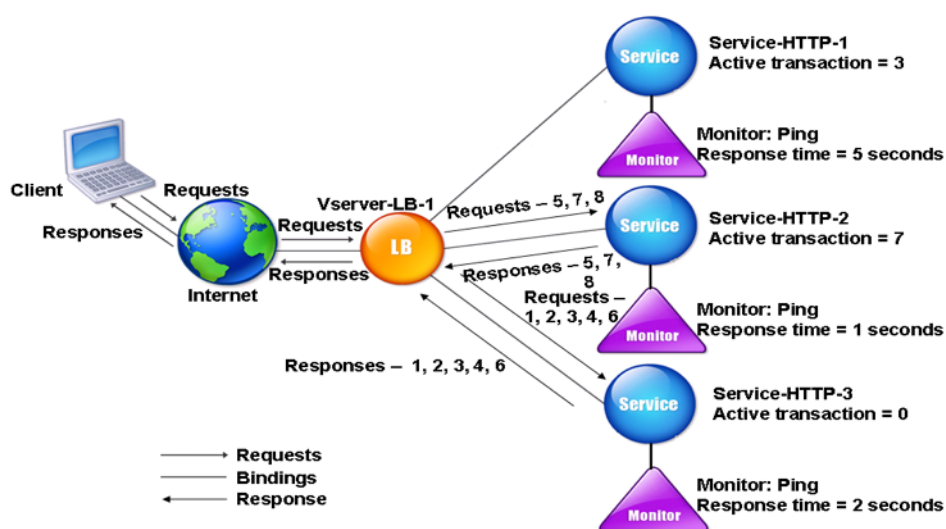 Service
Service-HTTP-1
Active transaction = 3
Monitor
Monitor: Ping
Response time = 5 seconds
Client
Requests
Responses
Internet
Requests
Responses
Vserver-LB-1
LB
Requests – 5, 7, 8
Responses – 5, 7,
8
Service
Service-HTTP-2
Active transaction = 7
Requests –
1, 2, 3, 4, 6
Monitor
Monitor: Ping
Response time = 1 seconds
Responses – 1, 2, 3, 4, 6
Service
Service-HTTP-3
Active transaction = 0
Monitor
Monitor: Ping
Response time = 2 seconds
Requests
Bindings
Response